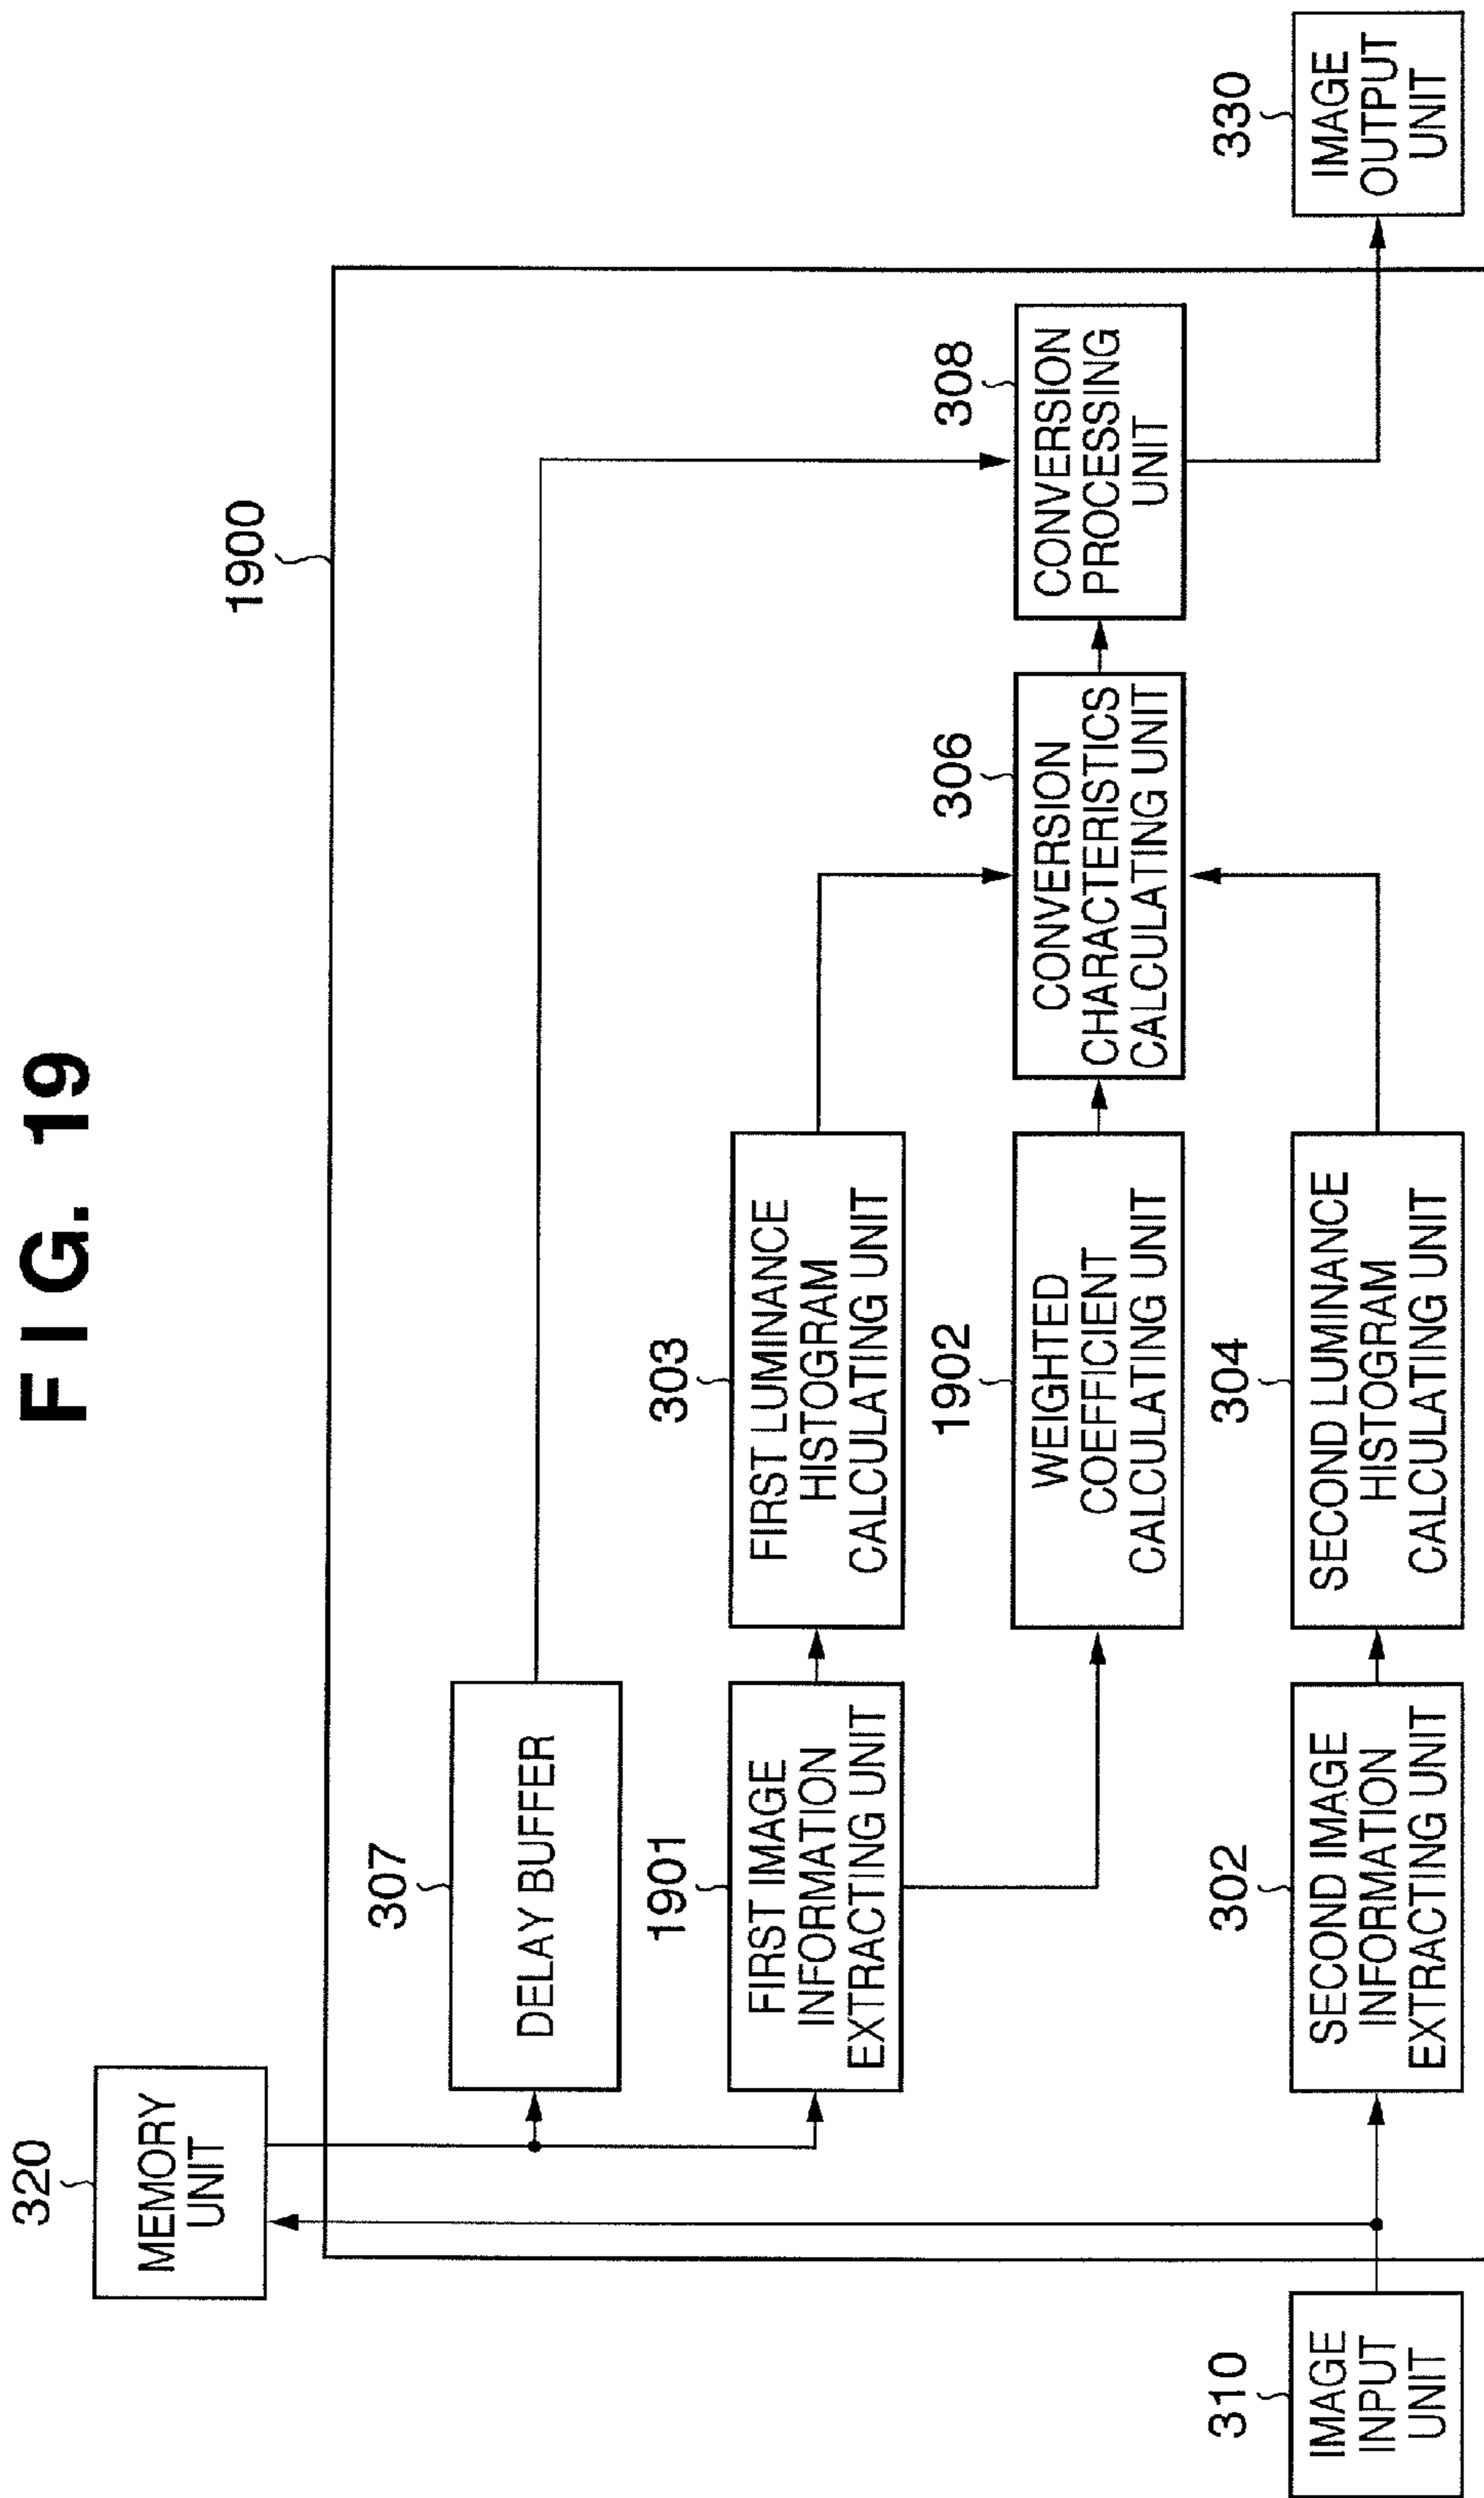 FIG. 19
1900
320
MEMORY
UNIT
307
DELAY BUFFER
1901
FIRST IMAGE
INFORMATION
EXTRACTING UNIT
303
FIRST LUMINANCE
HISTOGRAM
CALCULATING UNIT
1902
WEIGHTED
COEFFICIENT
CALCULATING UNIT
306
CONVERSION
CHARACTERISTICS
CALCULATING UNIT
308
CONVERSION
PROCESSING
UNIT
310
IMAGE
INPUT
UNIT
302
SECOND IMAGE
INFORMATION
EXTRACTING UNIT
304
SECOND LUMINANCE
HISTOGRAM
CALCULATING UNIT
330
IMAGE
OUTPUT
UNIT